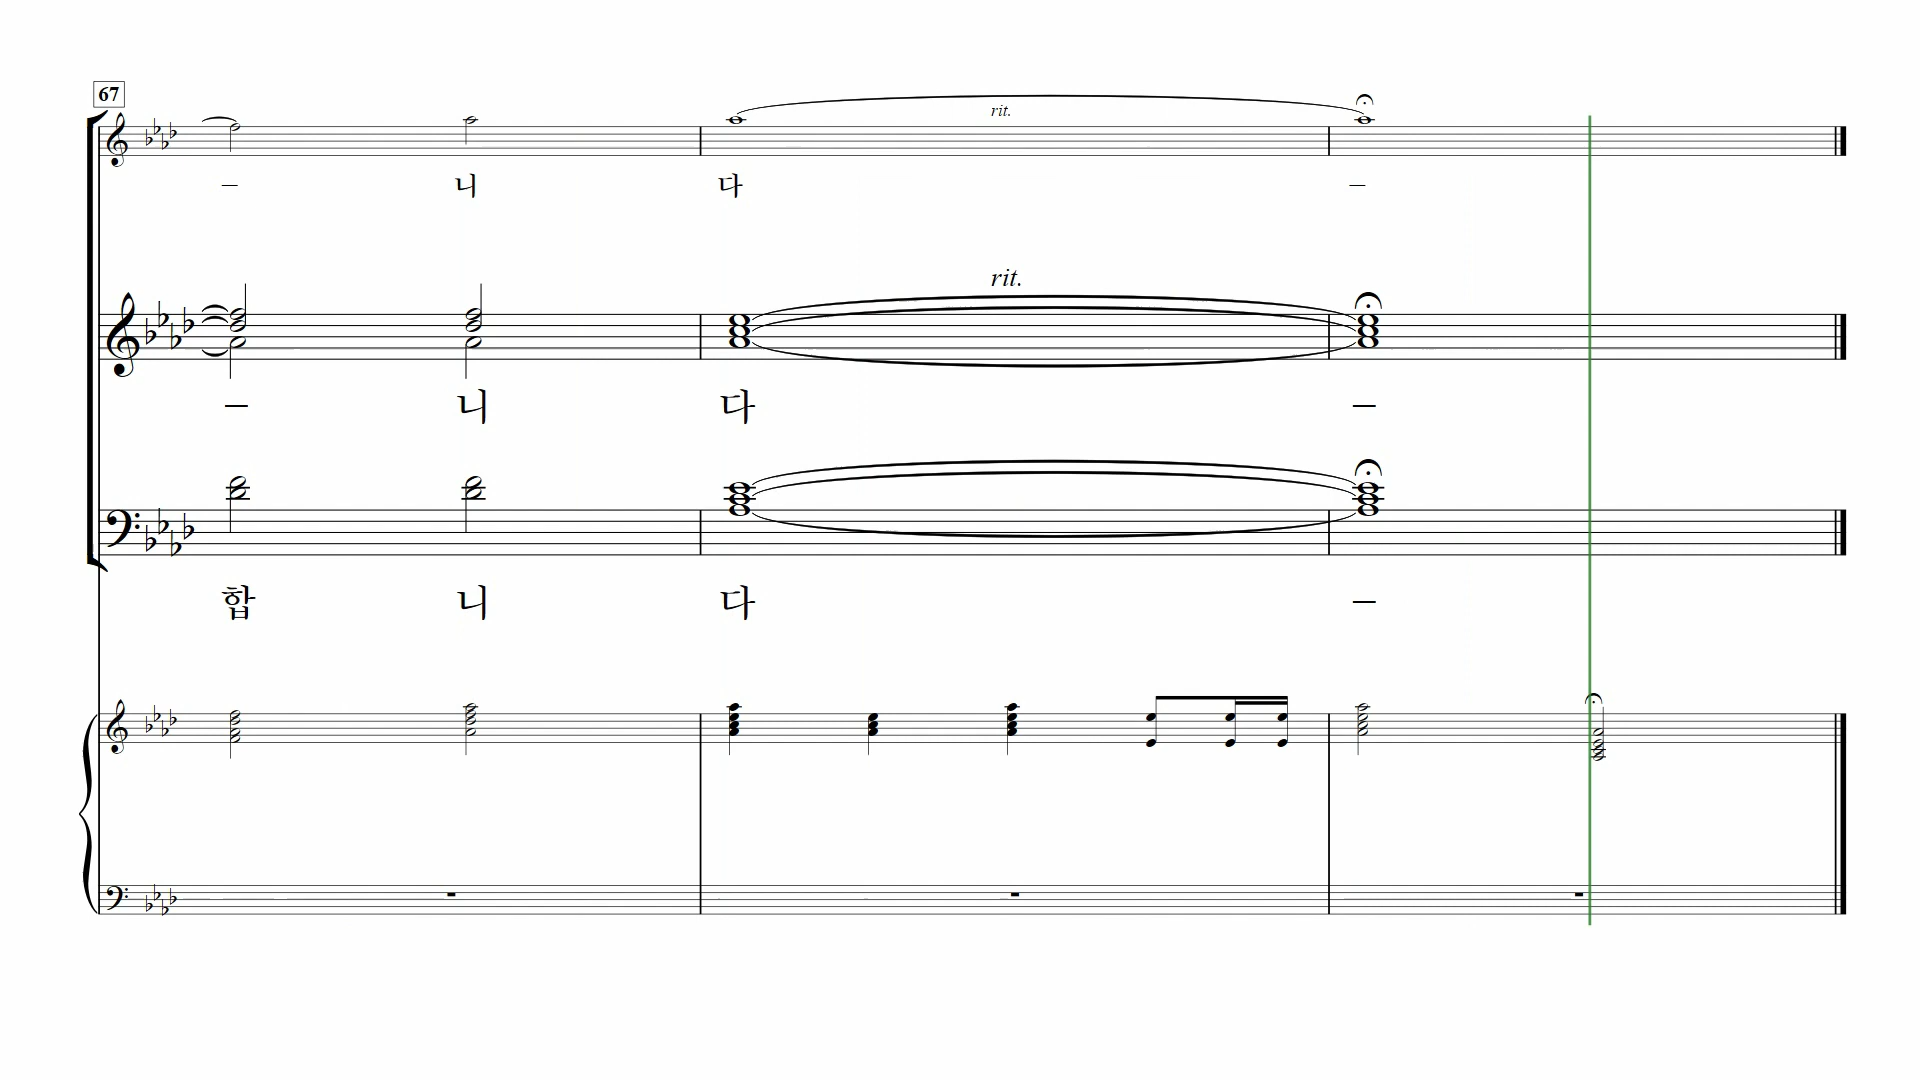 67
rit.
– 니 다 –
rit.
– 니 다 –
합 니 다 –